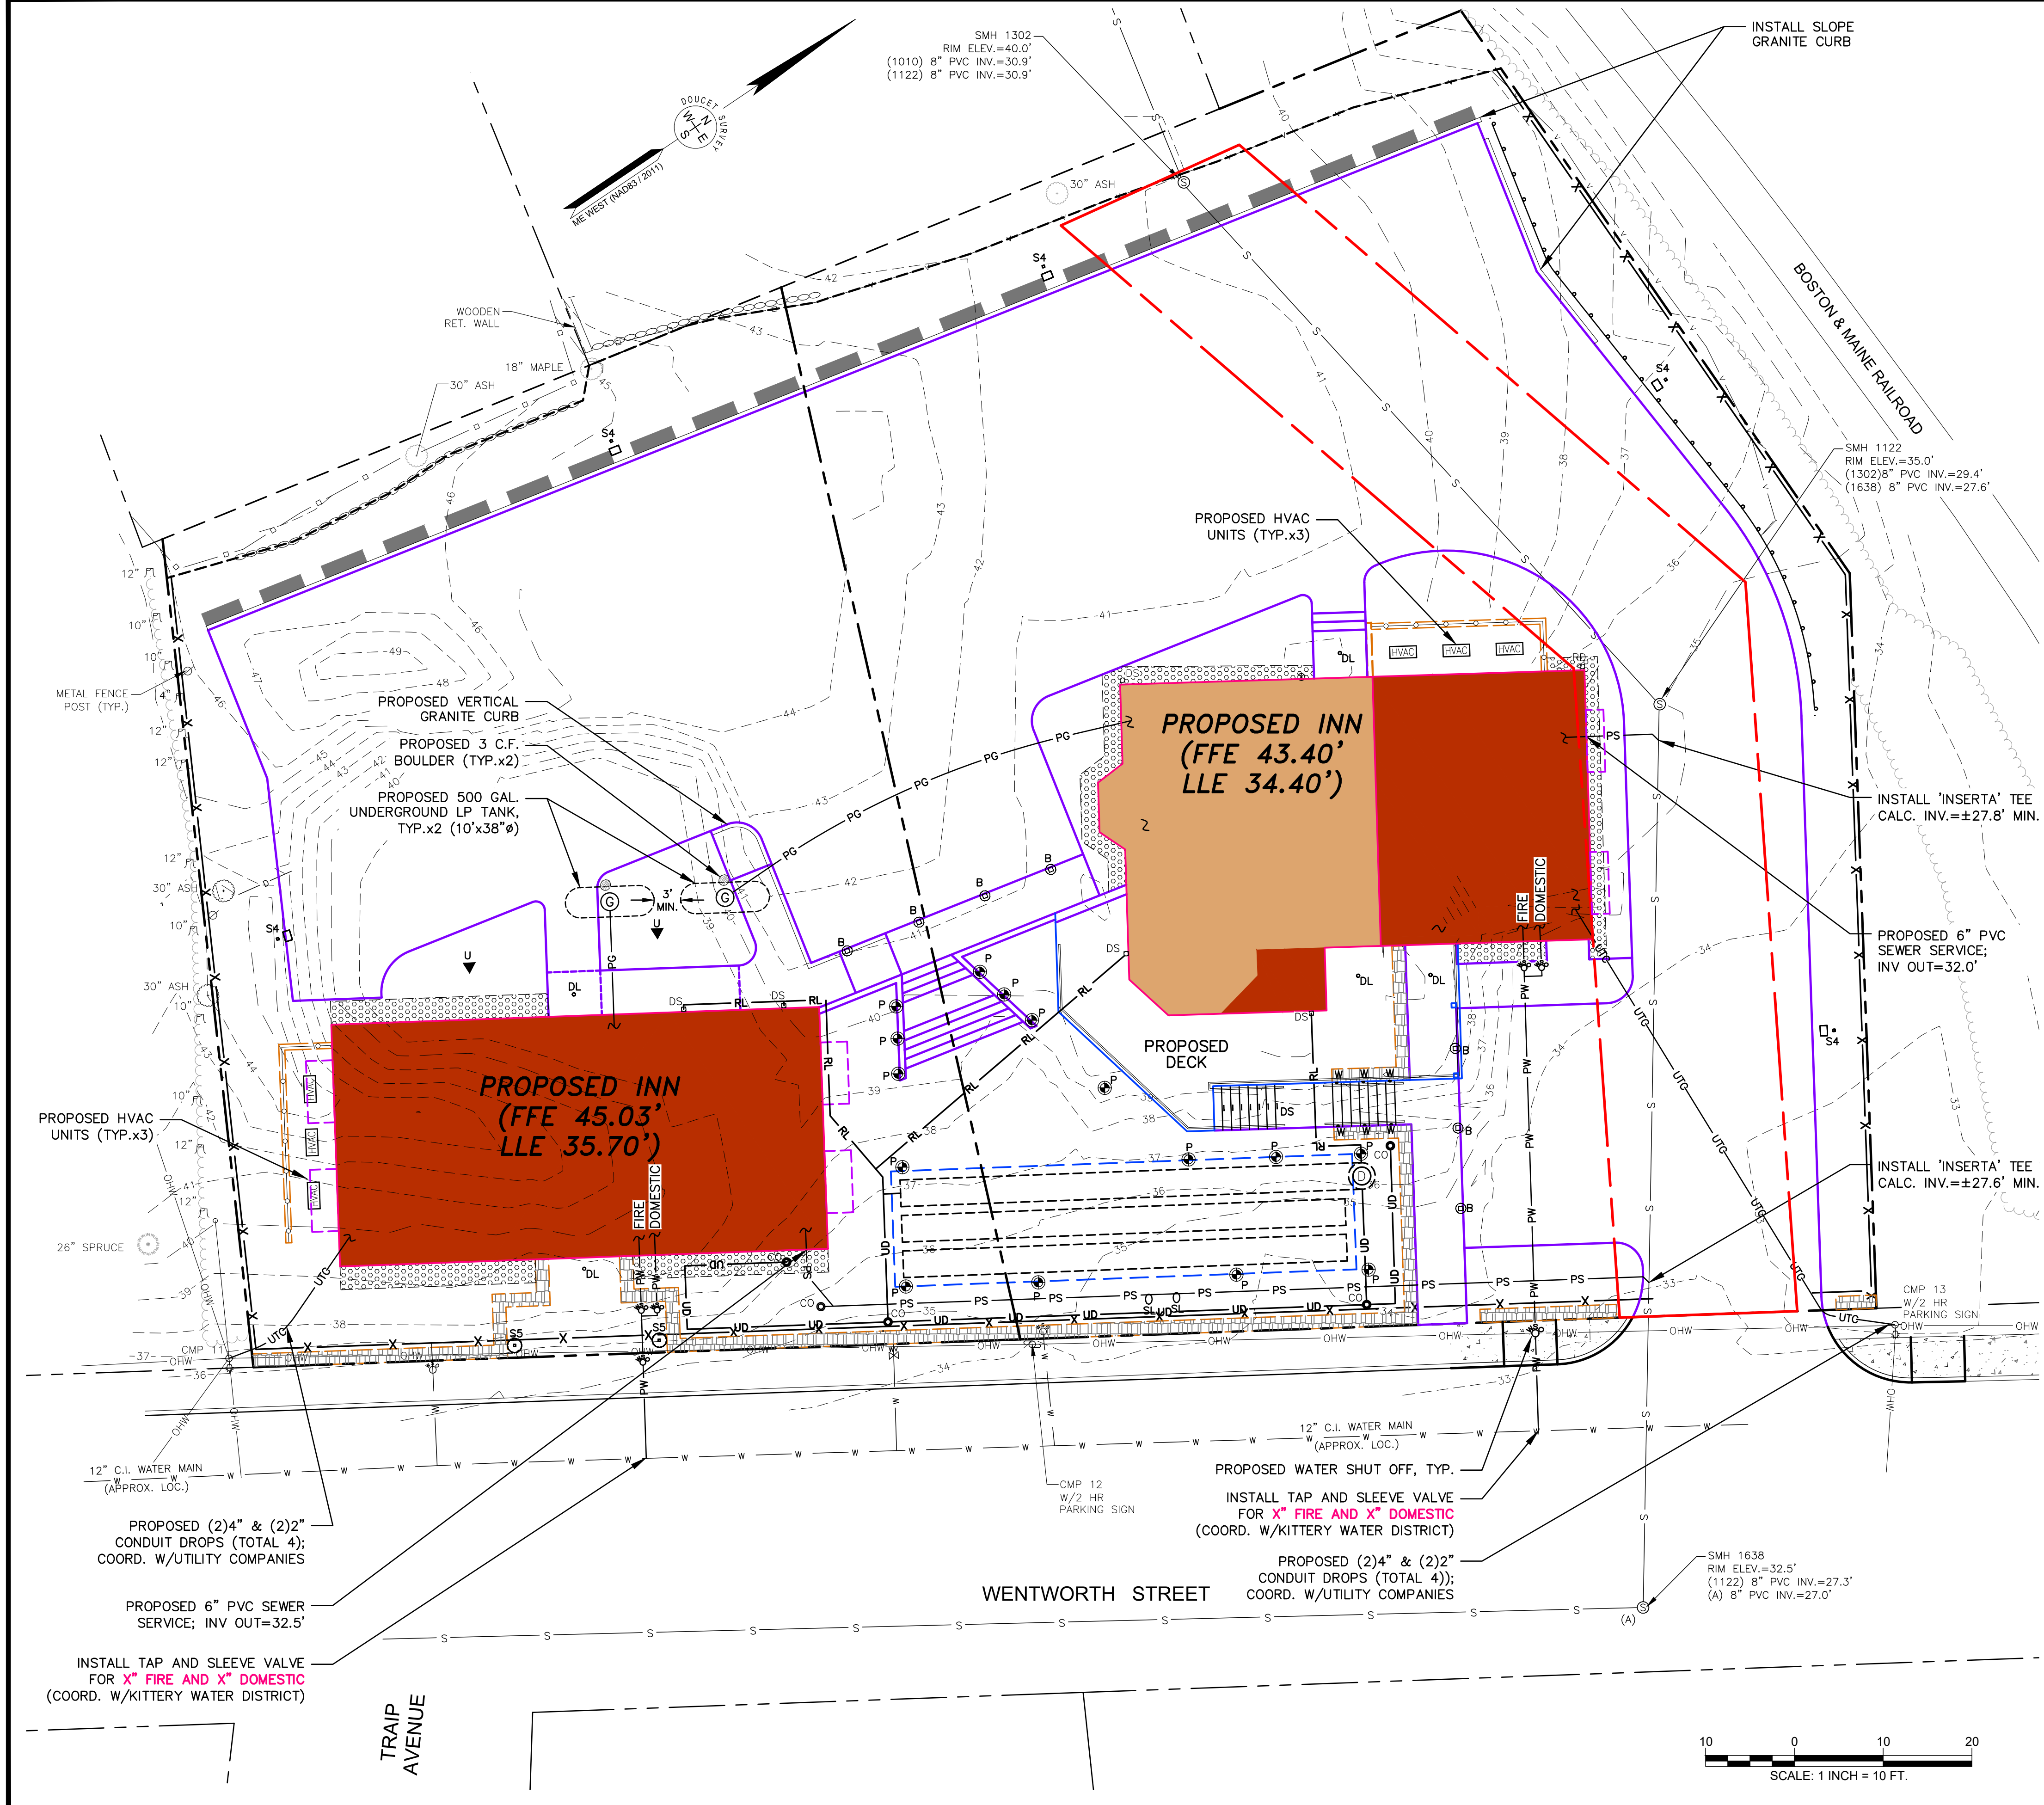 INSTALL SLOPE
GRANITE CURB
SMH 1302
RIM ELEV.=40.0'
(1010) 8" PVC INV.=30.9'
(1122) 8" PVC INV.=30.9'
DOUCET SURVEY
N
E
S
W
ME WEST (NAD83 / 2011)
30" ASH
WOODEN
RET. WALL
18" MAPLE
30" ASH
BOSTON & MAINE RAILROAD
SMH 1122
RIM ELEV.=35.0'
(1302)8" PVC INV.=29.4'
(1638) 8" PVC INV.=27.6'
PROPOSED HVAC
UNITS (TYP.x3)
HVAC HVAC HVAC
METAL FENCE
POST (TYP.)
PROPOSED VERTICAL
GRANITE CURB
PROPOSED 3 C.F.
BOULDER (TYP.x2)
PROPOSED 500 GAL.
UNDERGROUND LP TANK,
TYP.x2 (10'x38"ø)
3'
MIN.
PROPOSED INN
(FFE 43.40'
LLE 34.40')
FIRE
DOMESTIC
INSTALL 'INSERTA' TEE
CALC. INV.=±27.8' MIN.
PROPOSED 6" PVC
SEWER SERVICE;
INV OUT=32.0'
30" ASH
30" ASH
PROPOSED
DECK
PROPOSED INN
(FFE 45.03'
LLE 35.70')
FIRE
DOMESTIC
PROPOSED HVAC
UNITS (TYP.x3)
HVAC
HVAC
HVAC
26" SPRUCE
INSTALL 'INSERTA' TEE
CALC. INV.=±27.6' MIN.
CMP 13
W/2 HR
PARKING SIGN
CMP 11
12" C.I. WATER MAIN
(APPROX. LOC.)
12" C.I. WATER MAIN
(APPROX. LOC.)
CMP 12
W/2 HR
PARKING SIGN
PROPOSED WATER SHUT OFF, TYP.
INSTALL TAP AND SLEEVE VALVE
FOR X" FIRE AND X" DOMESTIC
(COORD. W/KITTERY WATER DISTRICT)
PROPOSED (2)4" & (2)2"
CONDUIT DROPS (TOTAL 4));
COORD. W/UTILITY COMPANIES
PROPOSED (2)4" & (2)2"
CONDUIT DROPS (TOTAL 4);
COORD. W/UTILITY COMPANIES
PROPOSED 6" PVC SEWER
SERVICE; INV OUT=32.5'
INSTALL TAP AND SLEEVE VALVE
FOR X" FIRE AND X" DOMESTIC
(COORD. W/KITTERY WATER DISTRICT)
WENTWORTH STREET
SMH 1638
RIM ELEV.=32.5'
(1122) 8" PVC INV.=27.3'
(A) 8" PVC INV.=27.0'
(A)
TRAIP
AVENUE
10 0 10 20
SCALE: 1 INCH = 10 FT.